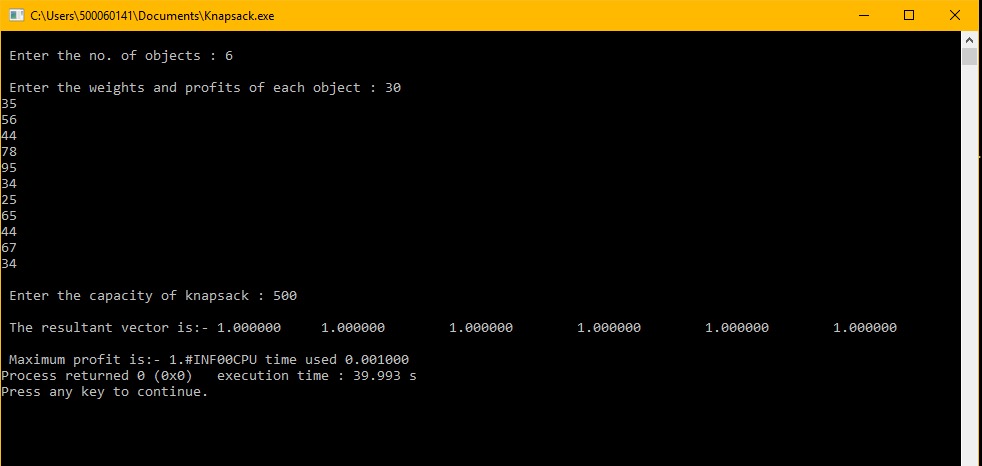 C:\Users\500060141\Documents\Knapsack.exe
Enter the no. of objects : 6
Enter the weights and profits of each object : 30
35
56
44
78
95
34
25
65
44
67
34
Enter the capacity of knapsack : 500
The resultant vector is:- 1.000000 1.000000 1.000000 1.000000 1.000000 1.000000
Maximum profit is:- 1.#INF00CPU time used 0.001000
Process returned 0 (0x0) execution time : 39.993 s
Press any key to continue.